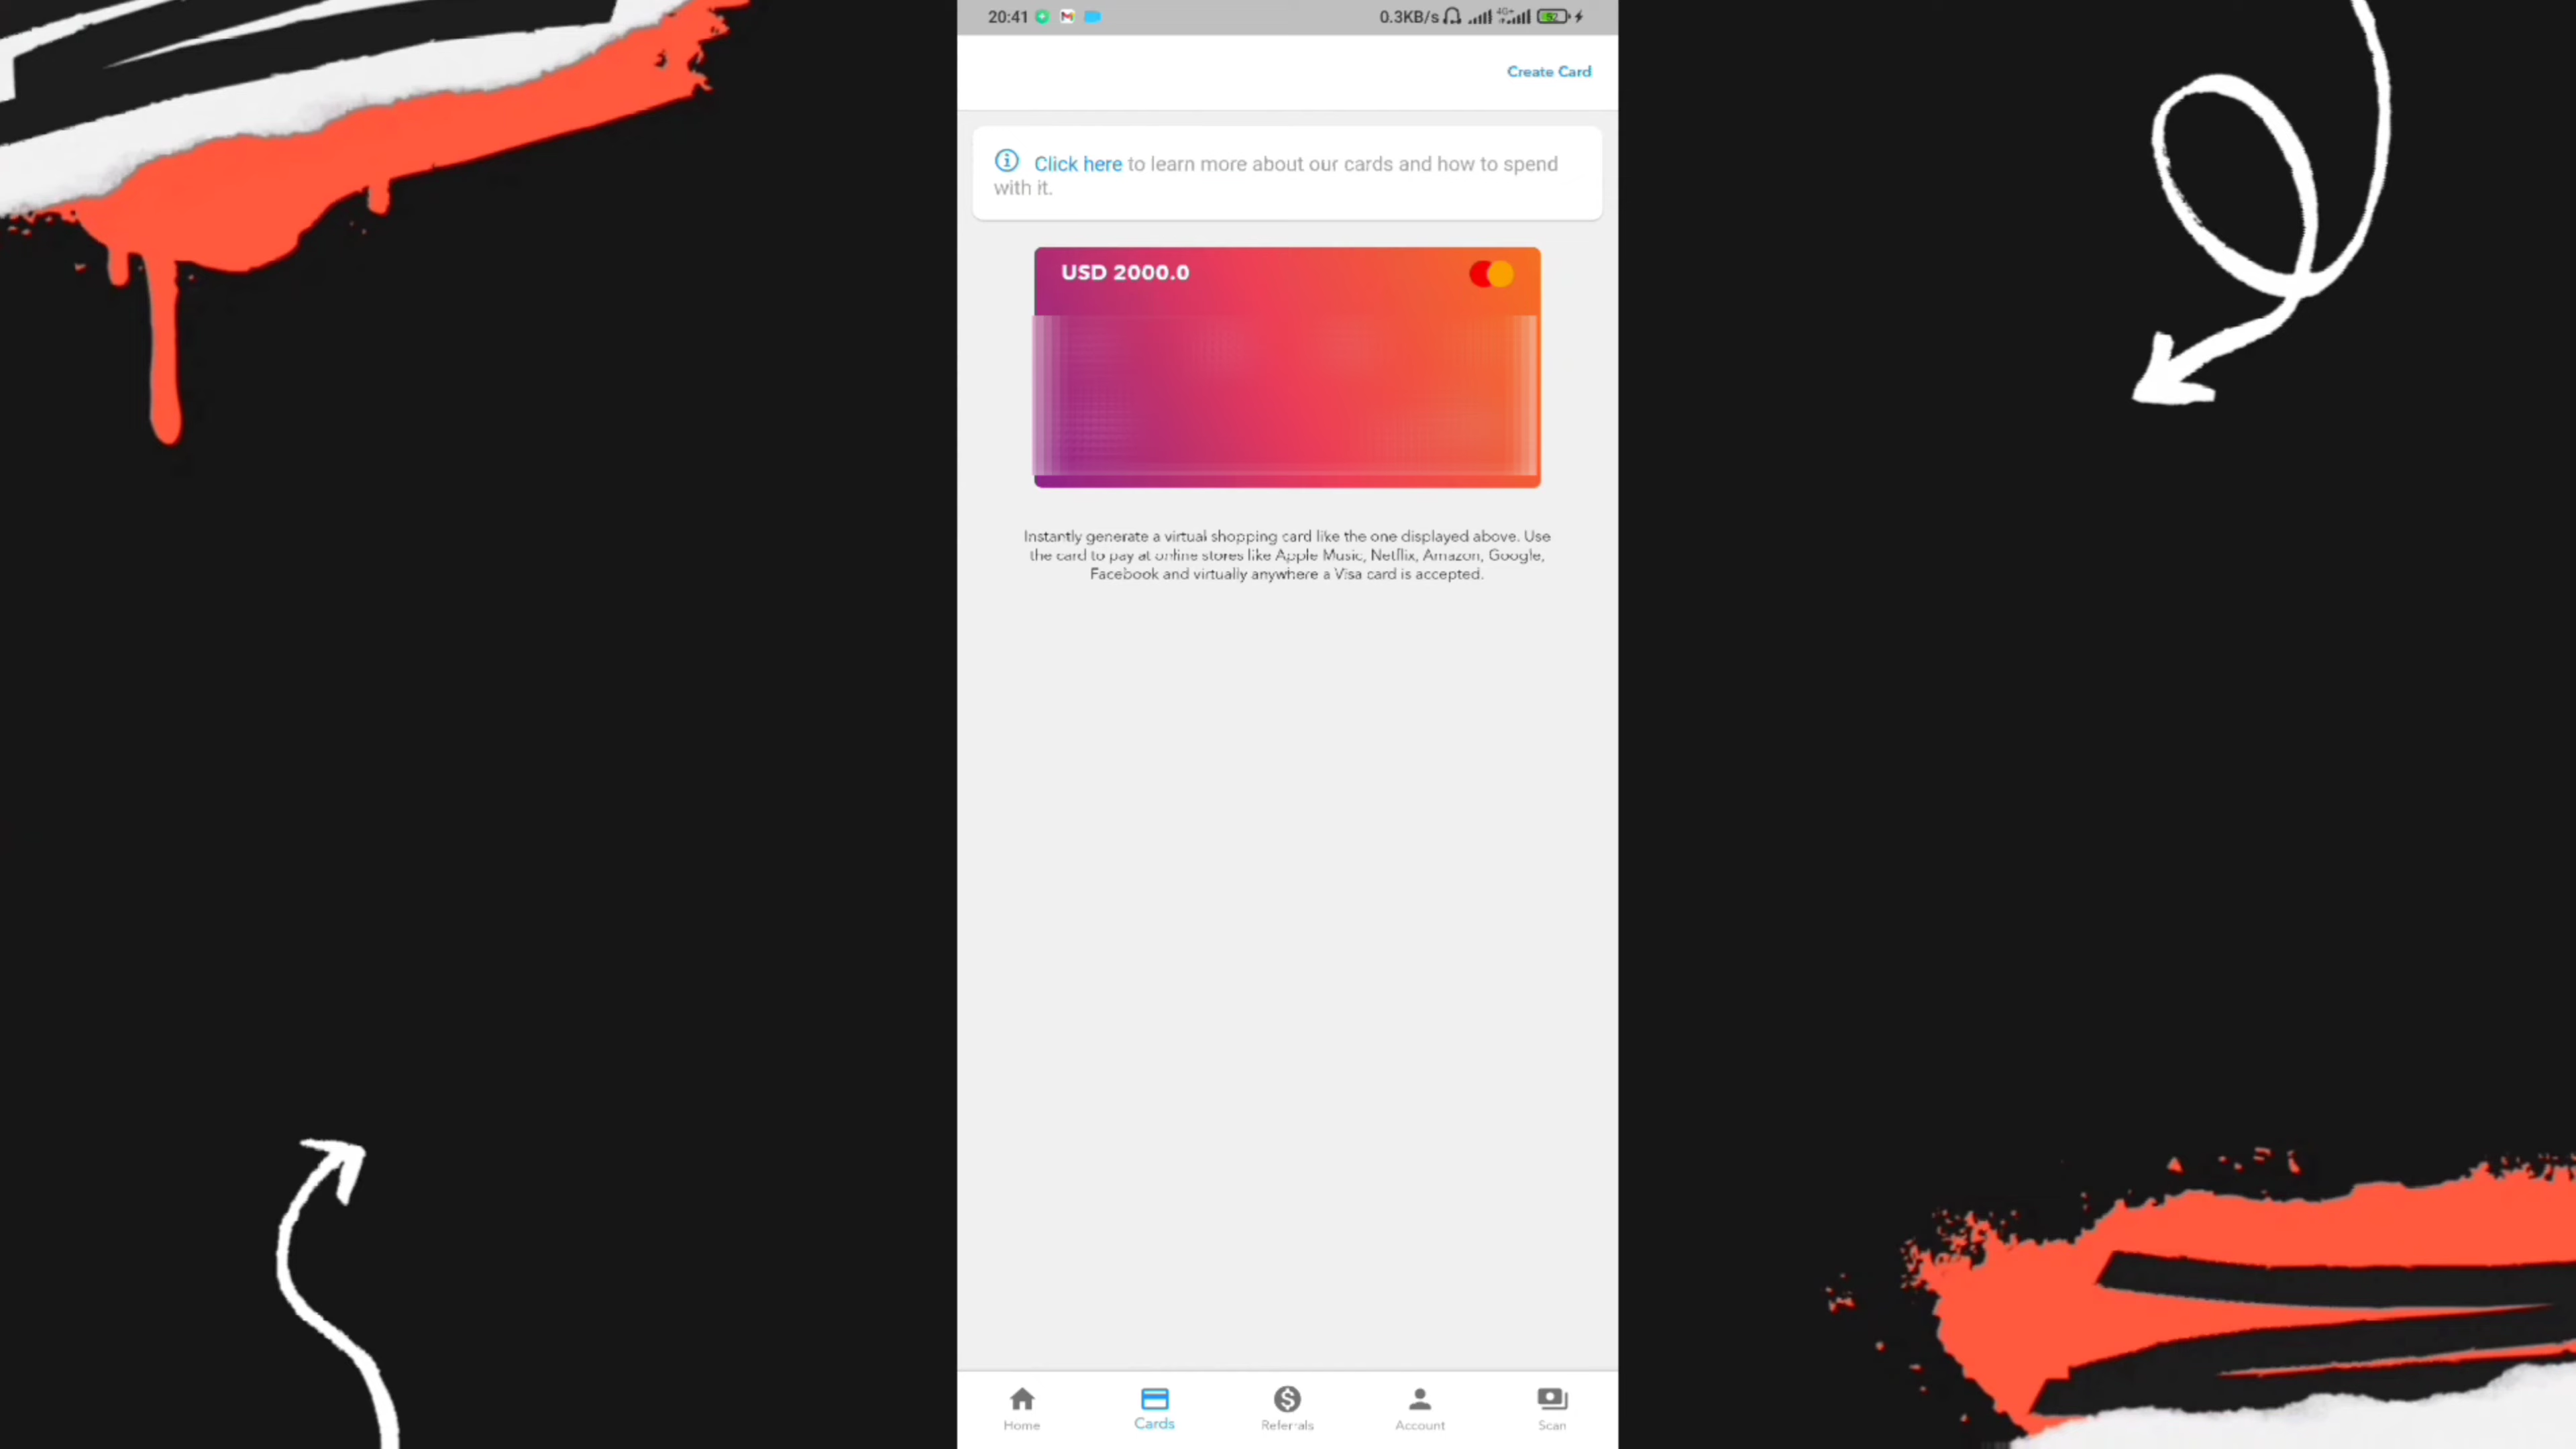 20:41
0.3KB/s
4G+
52
Create Card
Click here to learn more about our cards and how to spend
with it.
USD 2000.0
Instantly generate a virtual shopping card like the one displayed above. Use
the card to pay at online stores like Apple Music, Netflix, Amazon, Google,
Facebook and virtually anywhere a Visa card is accepted.
Home
Cards
Referrals
Account
Scan